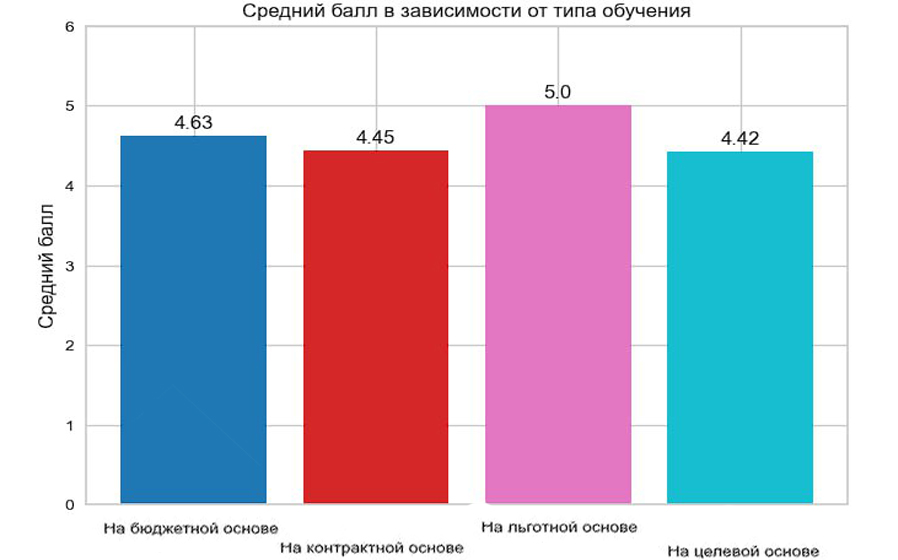 Средний балл в зависимости от типа обучения
6
5
4
3
2
1
0
Средний балл
4.63
4.45
5.0
4.42
На бюджетной основе
На контрактной основе
На льготной основе
На целевой основе